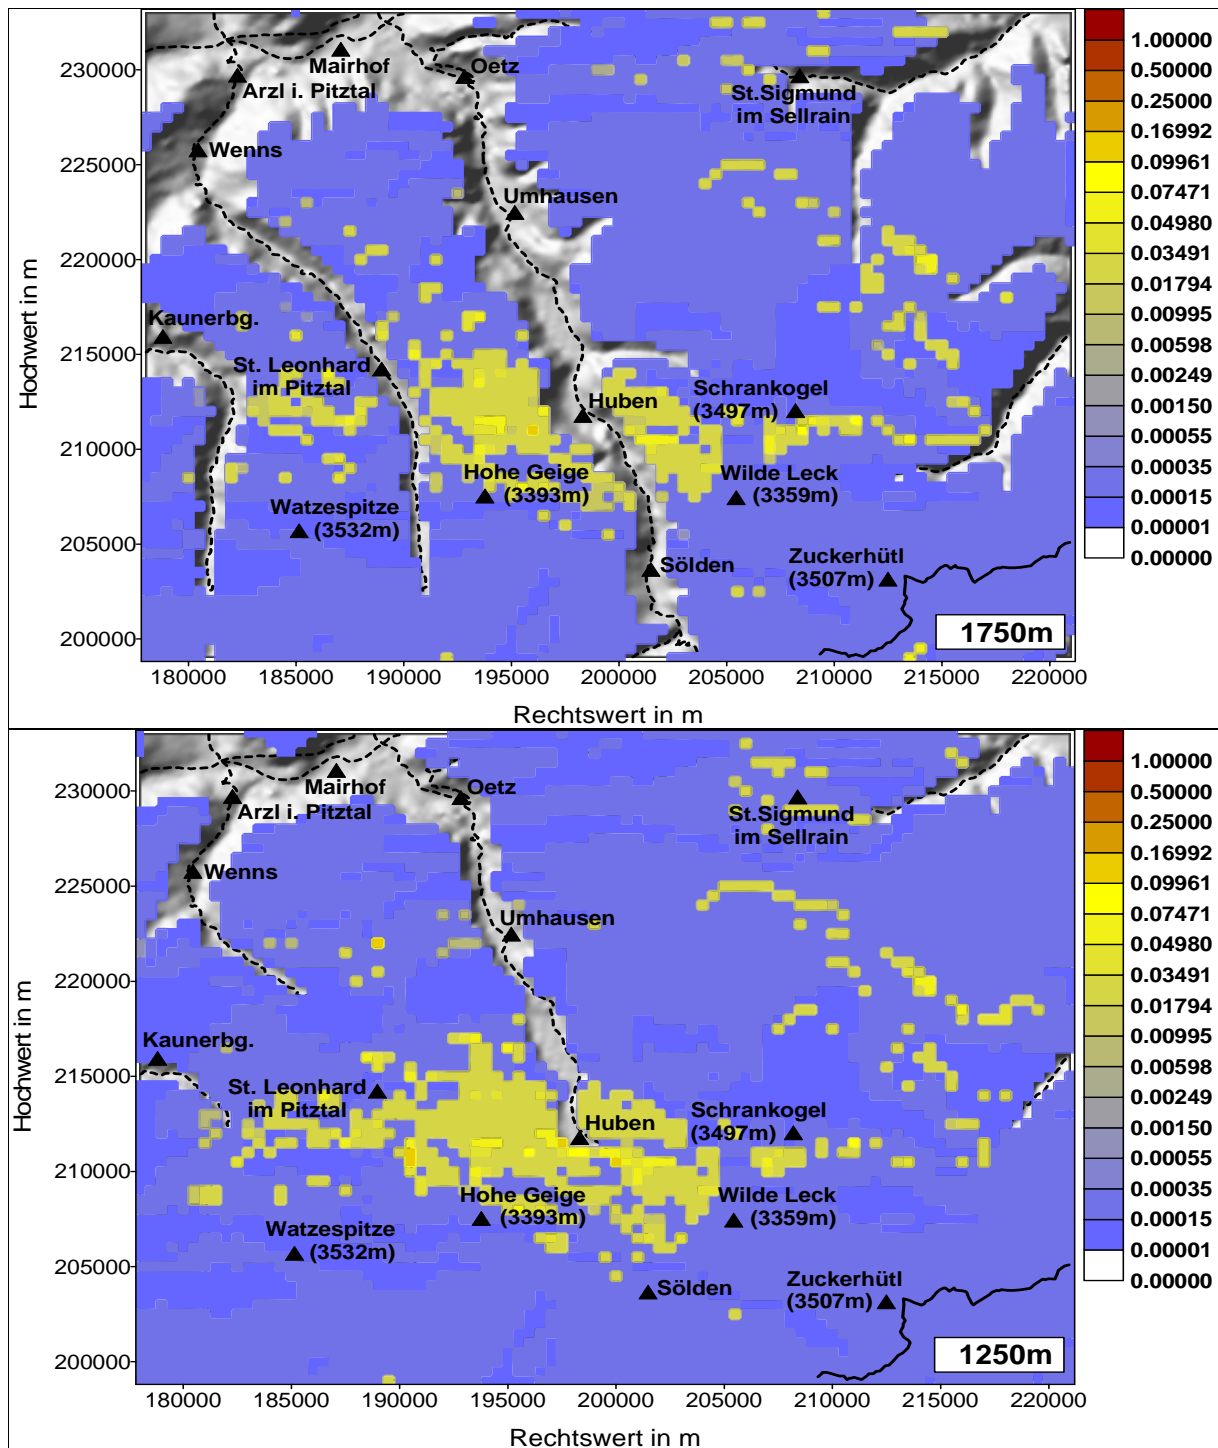 Mairhof
Arzl i. Pitztal
Oetz
St.Sigmund
im Sellrain
Wenns
Umhausen
Kaunerbg.
St. Leonhard
im Pitztal
Huben
Schrankogel
(3497m)
Hohe Geige
(3393m)
Wilde Leck
(3359m)
Watzespitze
(3532m)
Sölden
Zuckerhütl
(3507m)
1750m
230000
225000
220000
215000
210000
205000
200000
Hochwert in m
180000 185000 190000 195000 200000 205000 210000 215000 220000
Rechtswert in m
1.00000
0.50000
0.25000
0.16992
0.09961
0.07471
0.04980
0.03491
0.01794
0.00995
0.00598
0.00249
0.00150
0.00055
0.00035
0.00015
0.00001
0.00000
Mairhof
Arzl i. Pitztal
Oetz
St.Sigmund
im Sellrain
Wenns
Umhausen
Kaunerbg.
St. Leonhard
im Pitztal
Huben
Schrankogel
(3497m)
Hohe Geige
(3393m)
Wilde Leck
(3359m)
Watzespitze
(3532m)
Sölden
Zuckerhütl
(3507m)
1250m
230000
225000
220000
215000
210000
205000
200000
Hochwert in m
180000 185000 190000 195000 200000 205000 210000 215000 220000
Rechtswert in m
1.00000
0.50000
0.25000
0.16992
0.09961
0.07471
0.04980
0.03491
0.01794
0.00995
0.00598
0.00249
0.00150
0.00055
0.00035
0.00015
0.00001
0.00000